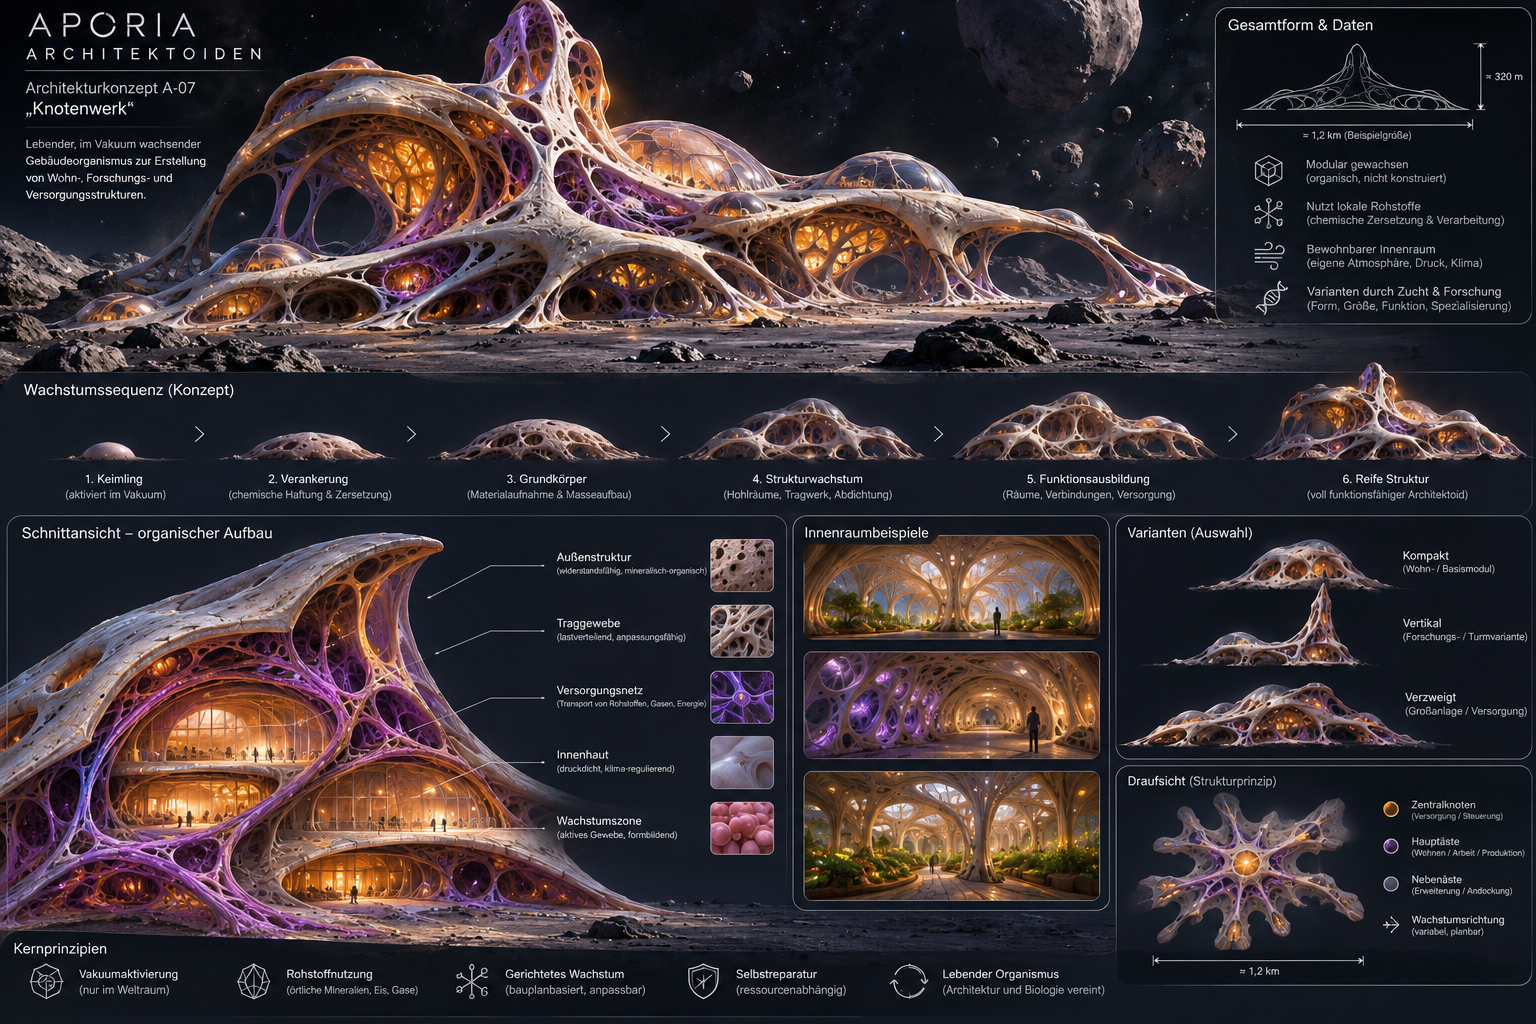 APORIA
ARCHITEKTOIDEN
Architekturkonzept A-07
„Knotenwerk“
Lebender, im Vakuum wachsender
Gebäudeorganismus zur Erstellung
von Wohn-, Forschungs- und
Versorgungsstrukturen.
Gesamtform & Daten
≈ 320 m
≈ 1,2 km (Beispielgröße)
Modular gewachsen
(organisch, nicht konstruiert)
Nutzt lokale Rohstoffe
(chemische Zersetzung & Verarbeitung)
Bewohnbarer Innenraum
(eigene Atmosphäre, Druck, Klima)
Varianten durch Zucht & Forschung
(Form, Größe, Funktion, Spezialisierung)
Wachstumssequenz (Konzept)
1. Keimling
(aktiviert im Vakuum)
2. Verankerung
(chemische Haftung & Zersetzung)
3. Grundkörper
(Materialaufnahme & Masseaufbau)
4. Strukturwachstum
(Hohlräume, Tragwerk, Abdichtung)
5. Funktionsausbildung
(Räume, Verbindungen, Versorgung)
6. Reife Struktur
(voll funktionsfähiger Architektoid)
Schnittansicht – organischer Aufbau
Außenstruktur
(widerstandsfähig, mineralisch-organisch)
Traggewebe
(lastverteilend, anpassungsfähig)
Versorgungsnetz
(Transport von Rohstoffen, Gasen, Energie)
Innenhaut
(druckdicht, klima-regulierend)
Wachstumszone
(aktives Gewebe, formbildend)
Innenraumbeispiele
Varianten (Auswahl)
Kompakt
(Wohn- / Basismodul)
Vertikal
(Forschungs- / Turmvariante)
Verzweigt
(Großanlage / Versorgung)
Draufsicht (Strukturprinzip)
Zentralknoten
(Versorgung / Steuerung)
Hauptäste
(Wohnen / Arbeit / Produktion)
Nebenäste
(Erweiterung / Andockung)
Wachstumsrichtung
(variabel, planbar)
≈ 1,2 km
Kernprinzipien
Vakuumaktivierung
(nur im Weltraum)
Rohstoffnutzung
(örtliche Mineralien, Eis, Gase)
Gerichtetes Wachstum
(bauplanbasiert, anpassbar)
Selbstreparatur
(ressourcenabhängig)
Lebender Organismus
(Architektur und Biologie vereint)